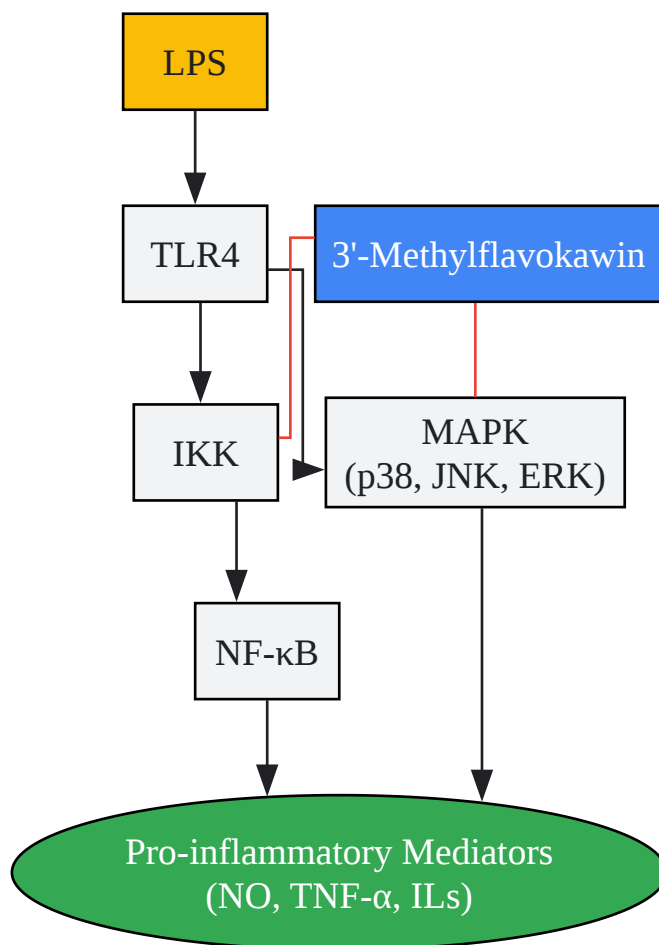 LPS
TLR4
3'-Methylflavokawin
IKK
MAPK
(p38, JNK, ERK)
NF-κB
Pro-inflammatory Mediators
(NO, TNF-α, ILs)